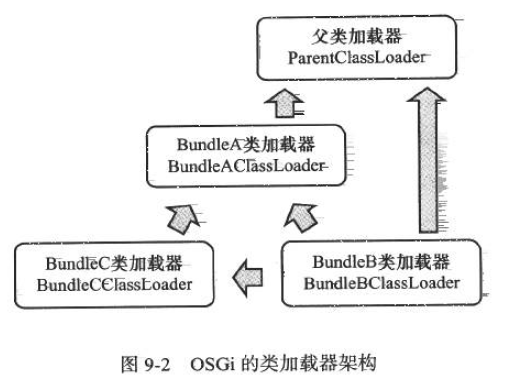 父类加载器
ParentClassLoader
BundleA类加载器
BundleAClassLoader
BundleC类加载器
BundleCClassLoader
BundleB类加载器
BundleBClassLoader
图 9-2 OSGi 的类加载器架构